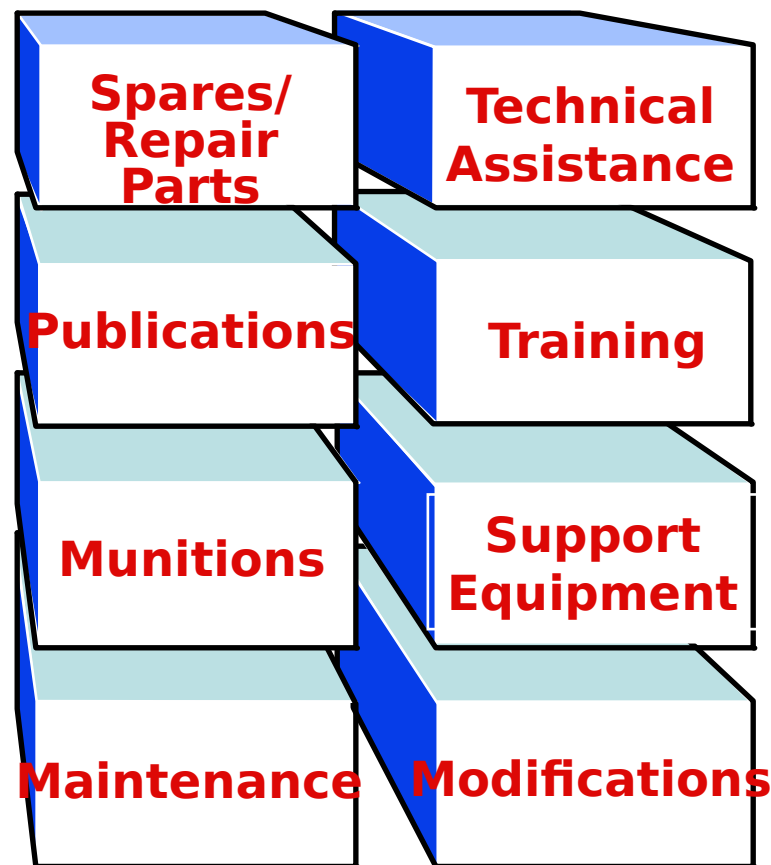 Spares/
Repair
Parts
Technical
Assistance
Publications
Training
Munitions
Support
Equipment
Maintenance
Modifications